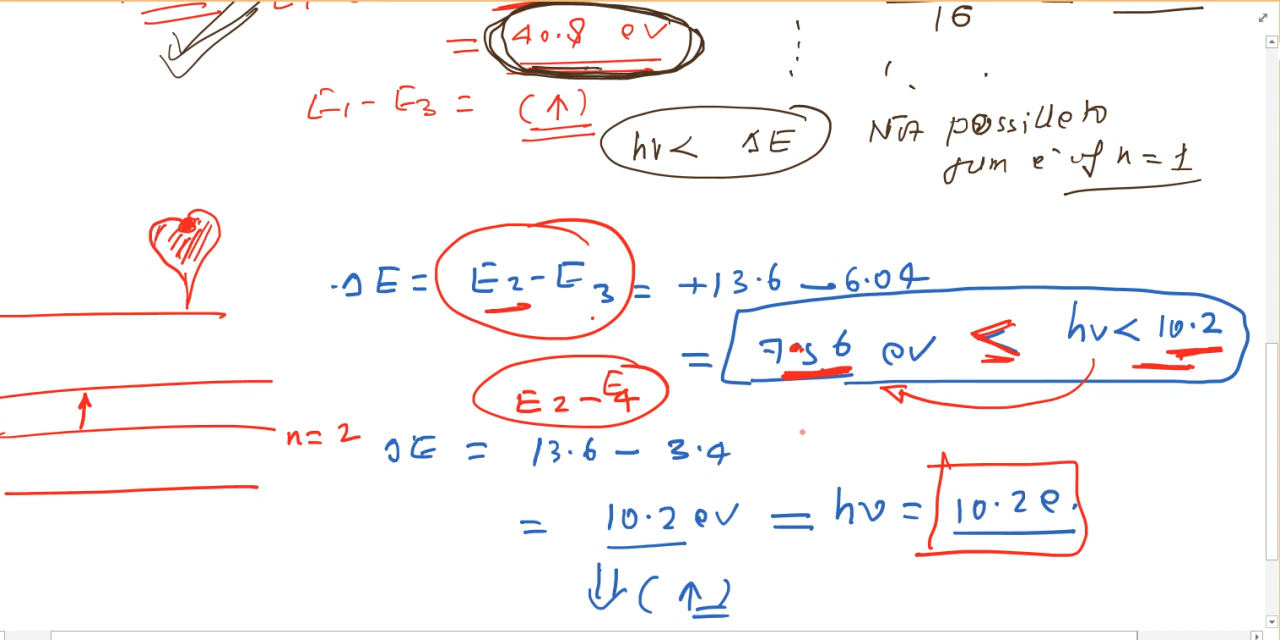 = 40.8 eV
16
E1 - E3 = (↑)
hν < ΔE
Not possible to
e⁻ of n = 1
ΔE = E2 - E3 = +13.6 - 6.04
= 7.56 eV ≤ hν < 10.2
E2 - E4
n = 2
ΔE = 13.6 - 3.4
= 10.2 eV = hν = 10.2 e.
↓↓ (↑)